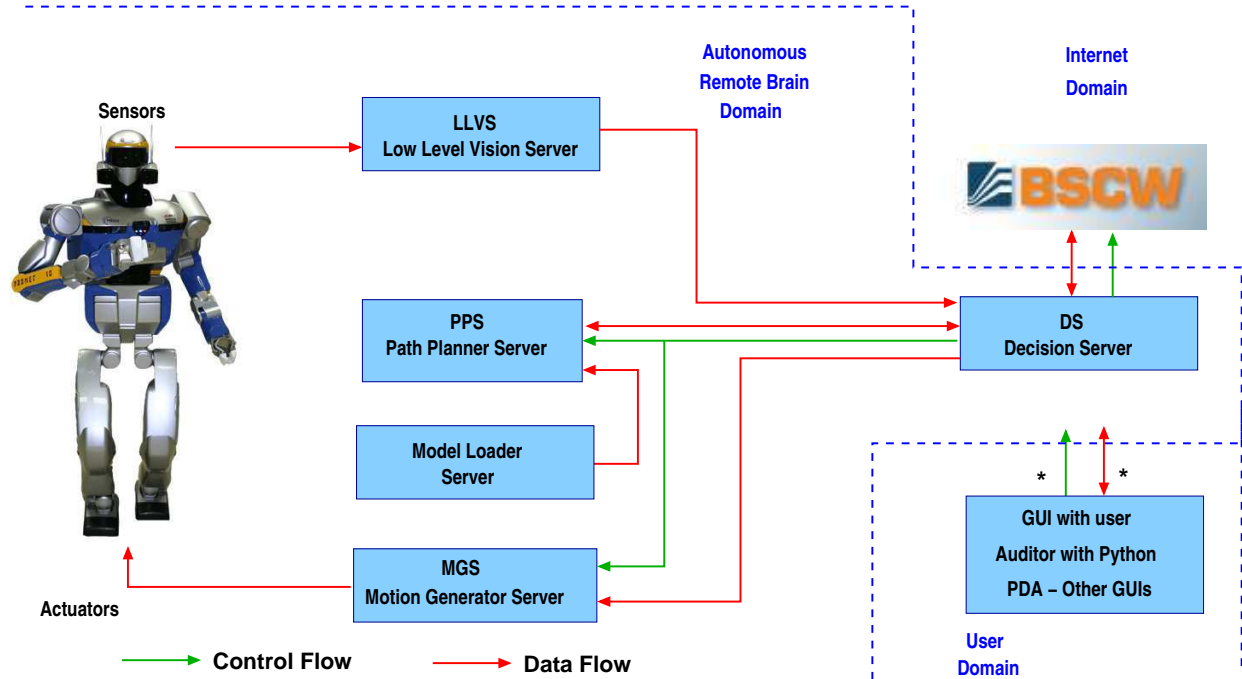 Autonomous
Remote Brain
Domain
Internet
Domain
Sensors
LLVS
Low Level Vision Server
BSCW
PPS
Path Planner Server
DS
Decision Server
Model Loader
Server
* *
GUI with user
Auditor with Python
PDA – Other GUIs
MGS
Motion Generator Server
Actuators
User
Domain
Control Flow
Data Flow